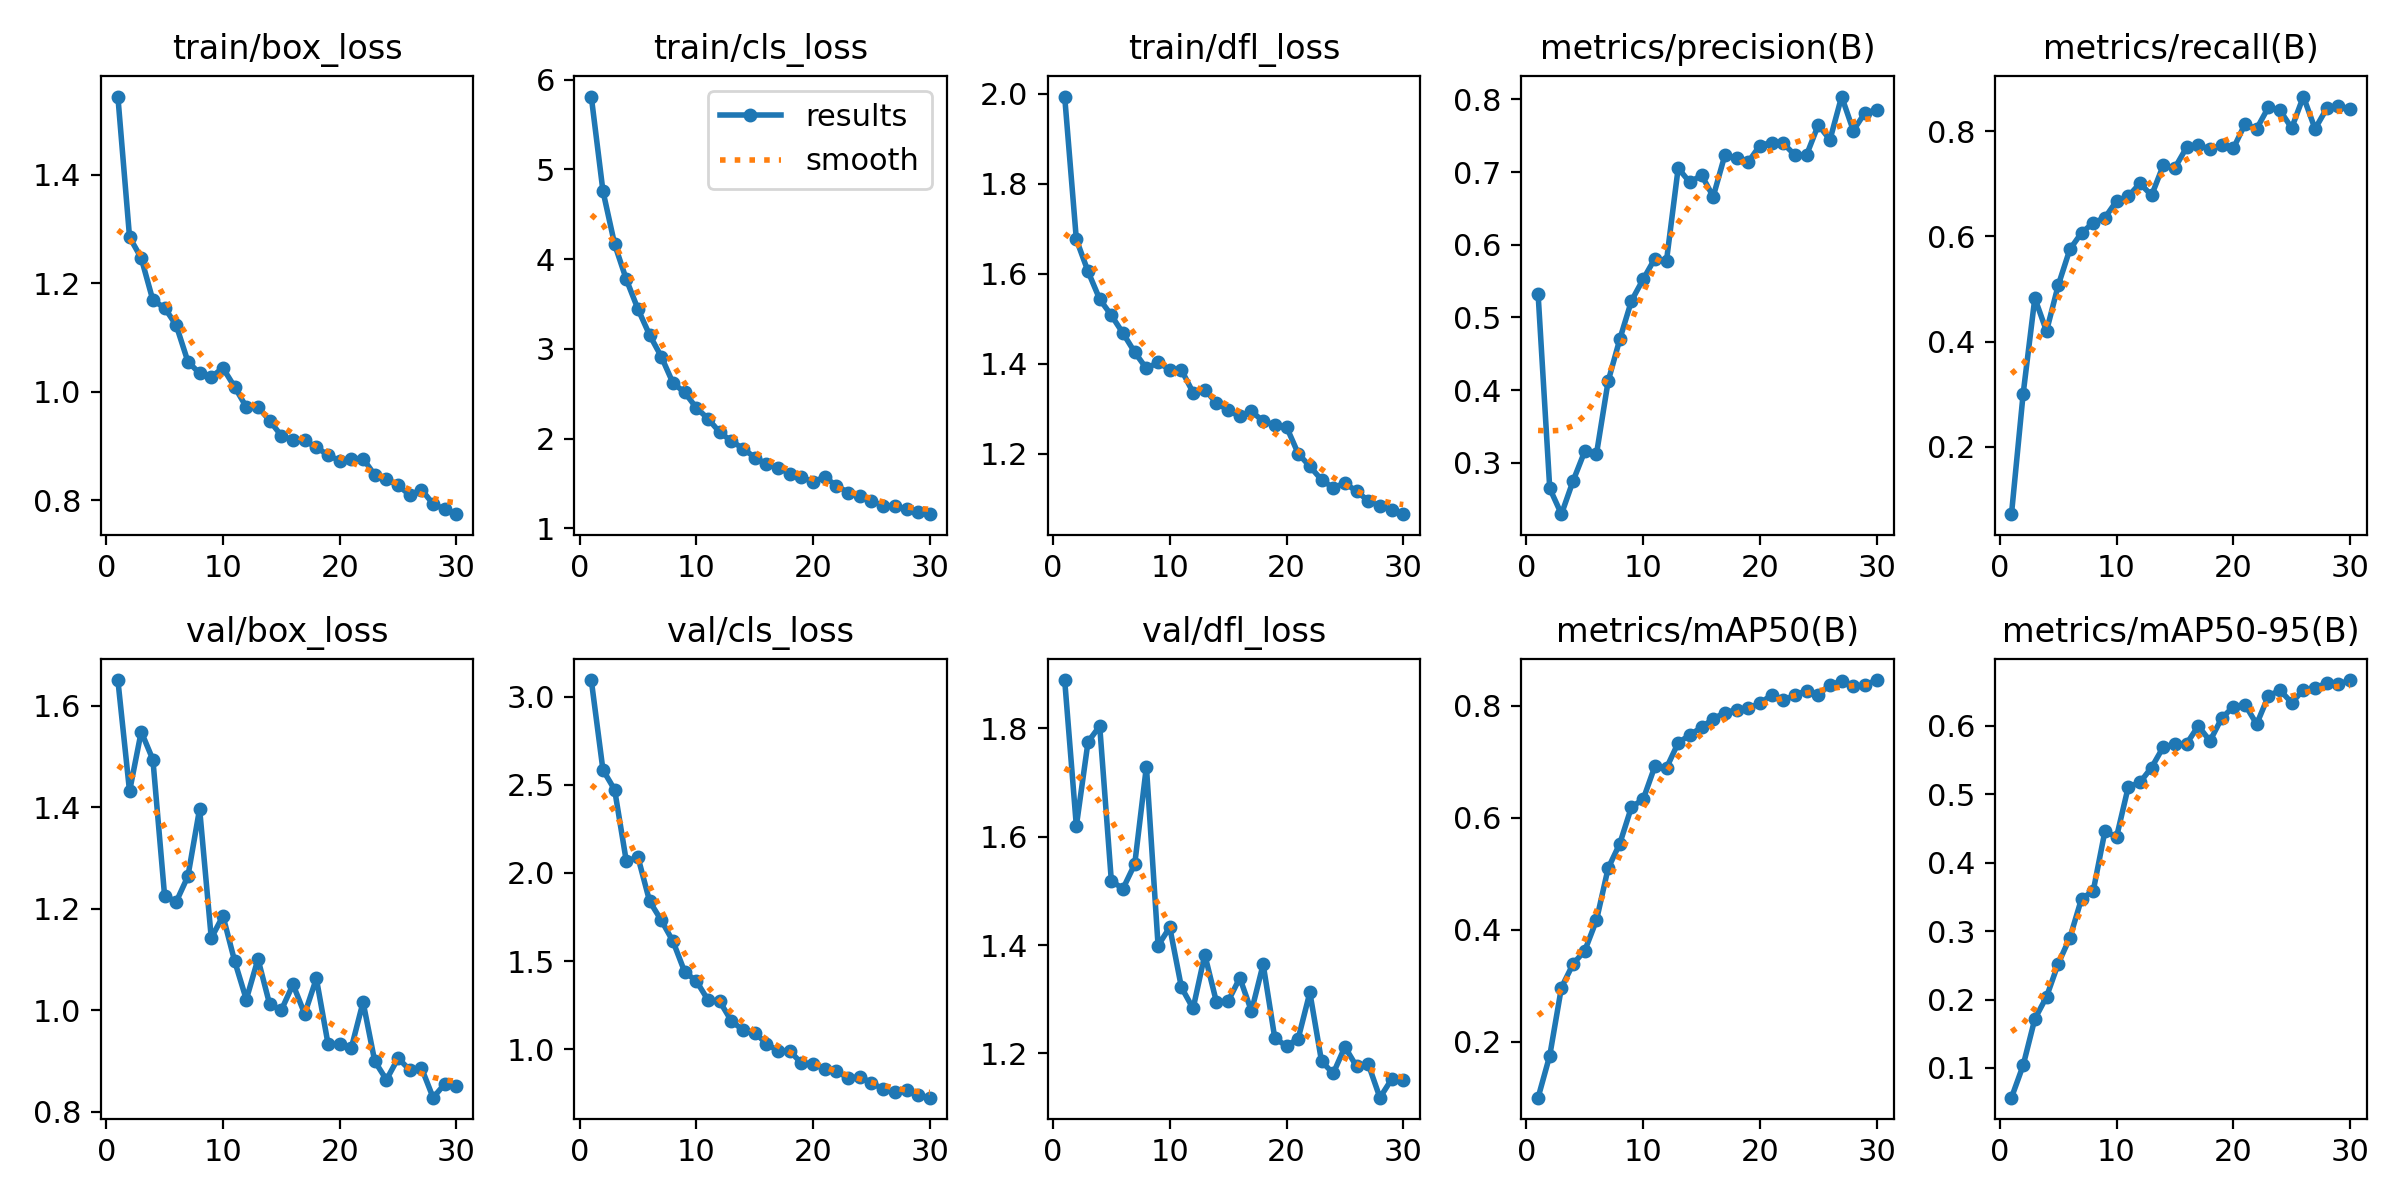 train/box_loss
1.4
1.2
1.0
0.8
0 10 20 30
train/cls_loss
results
smooth
6
5
4
3
2
1
0 10 20 30
train/dfl_loss
2.0
1.8
1.6
1.4
1.2
0 10 20 30
metrics/precision(B)
0.8
0.7
0.6
0.5
0.4
0.3
0 10 20 30
metrics/recall(B)
0.8
0.6
0.4
0.2
0 10 20 30
val/box_loss
1.6
1.4
1.2
1.0
0.8
0 10 20 30
val/cls_loss
3.0
2.5
2.0
1.5
1.0
0 10 20 30
val/dfl_loss
1.8
1.6
1.4
1.2
0 10 20 30
metrics/mAP50(B)
0.8
0.6
0.4
0.2
0 10 20 30
metrics/mAP50-95(B)
0.6
0.5
0.4
0.3
0.2
0.1
0 10 20 30